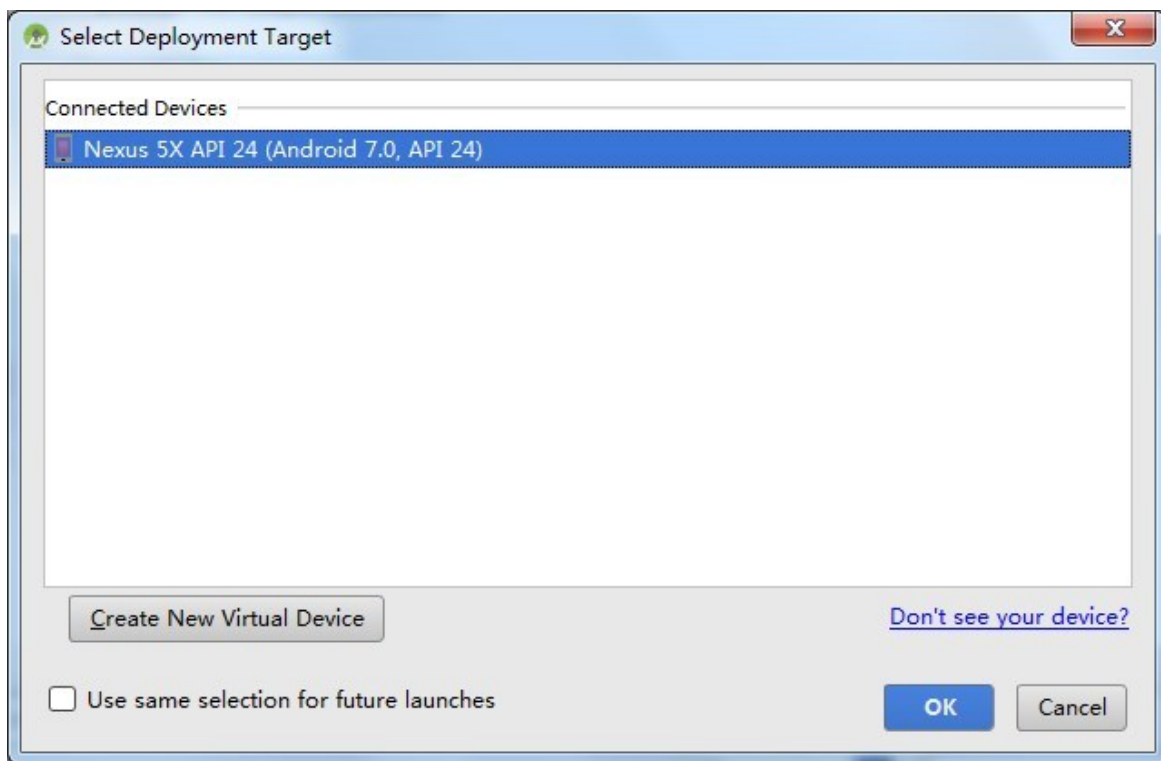 Select Deployment Target
Connected Devices
Nexus 5X API 24 (Android 7.0, API 24)
Create New Virtual Device
Don't see your device?
Use same selection for future launches
OK
Cancel